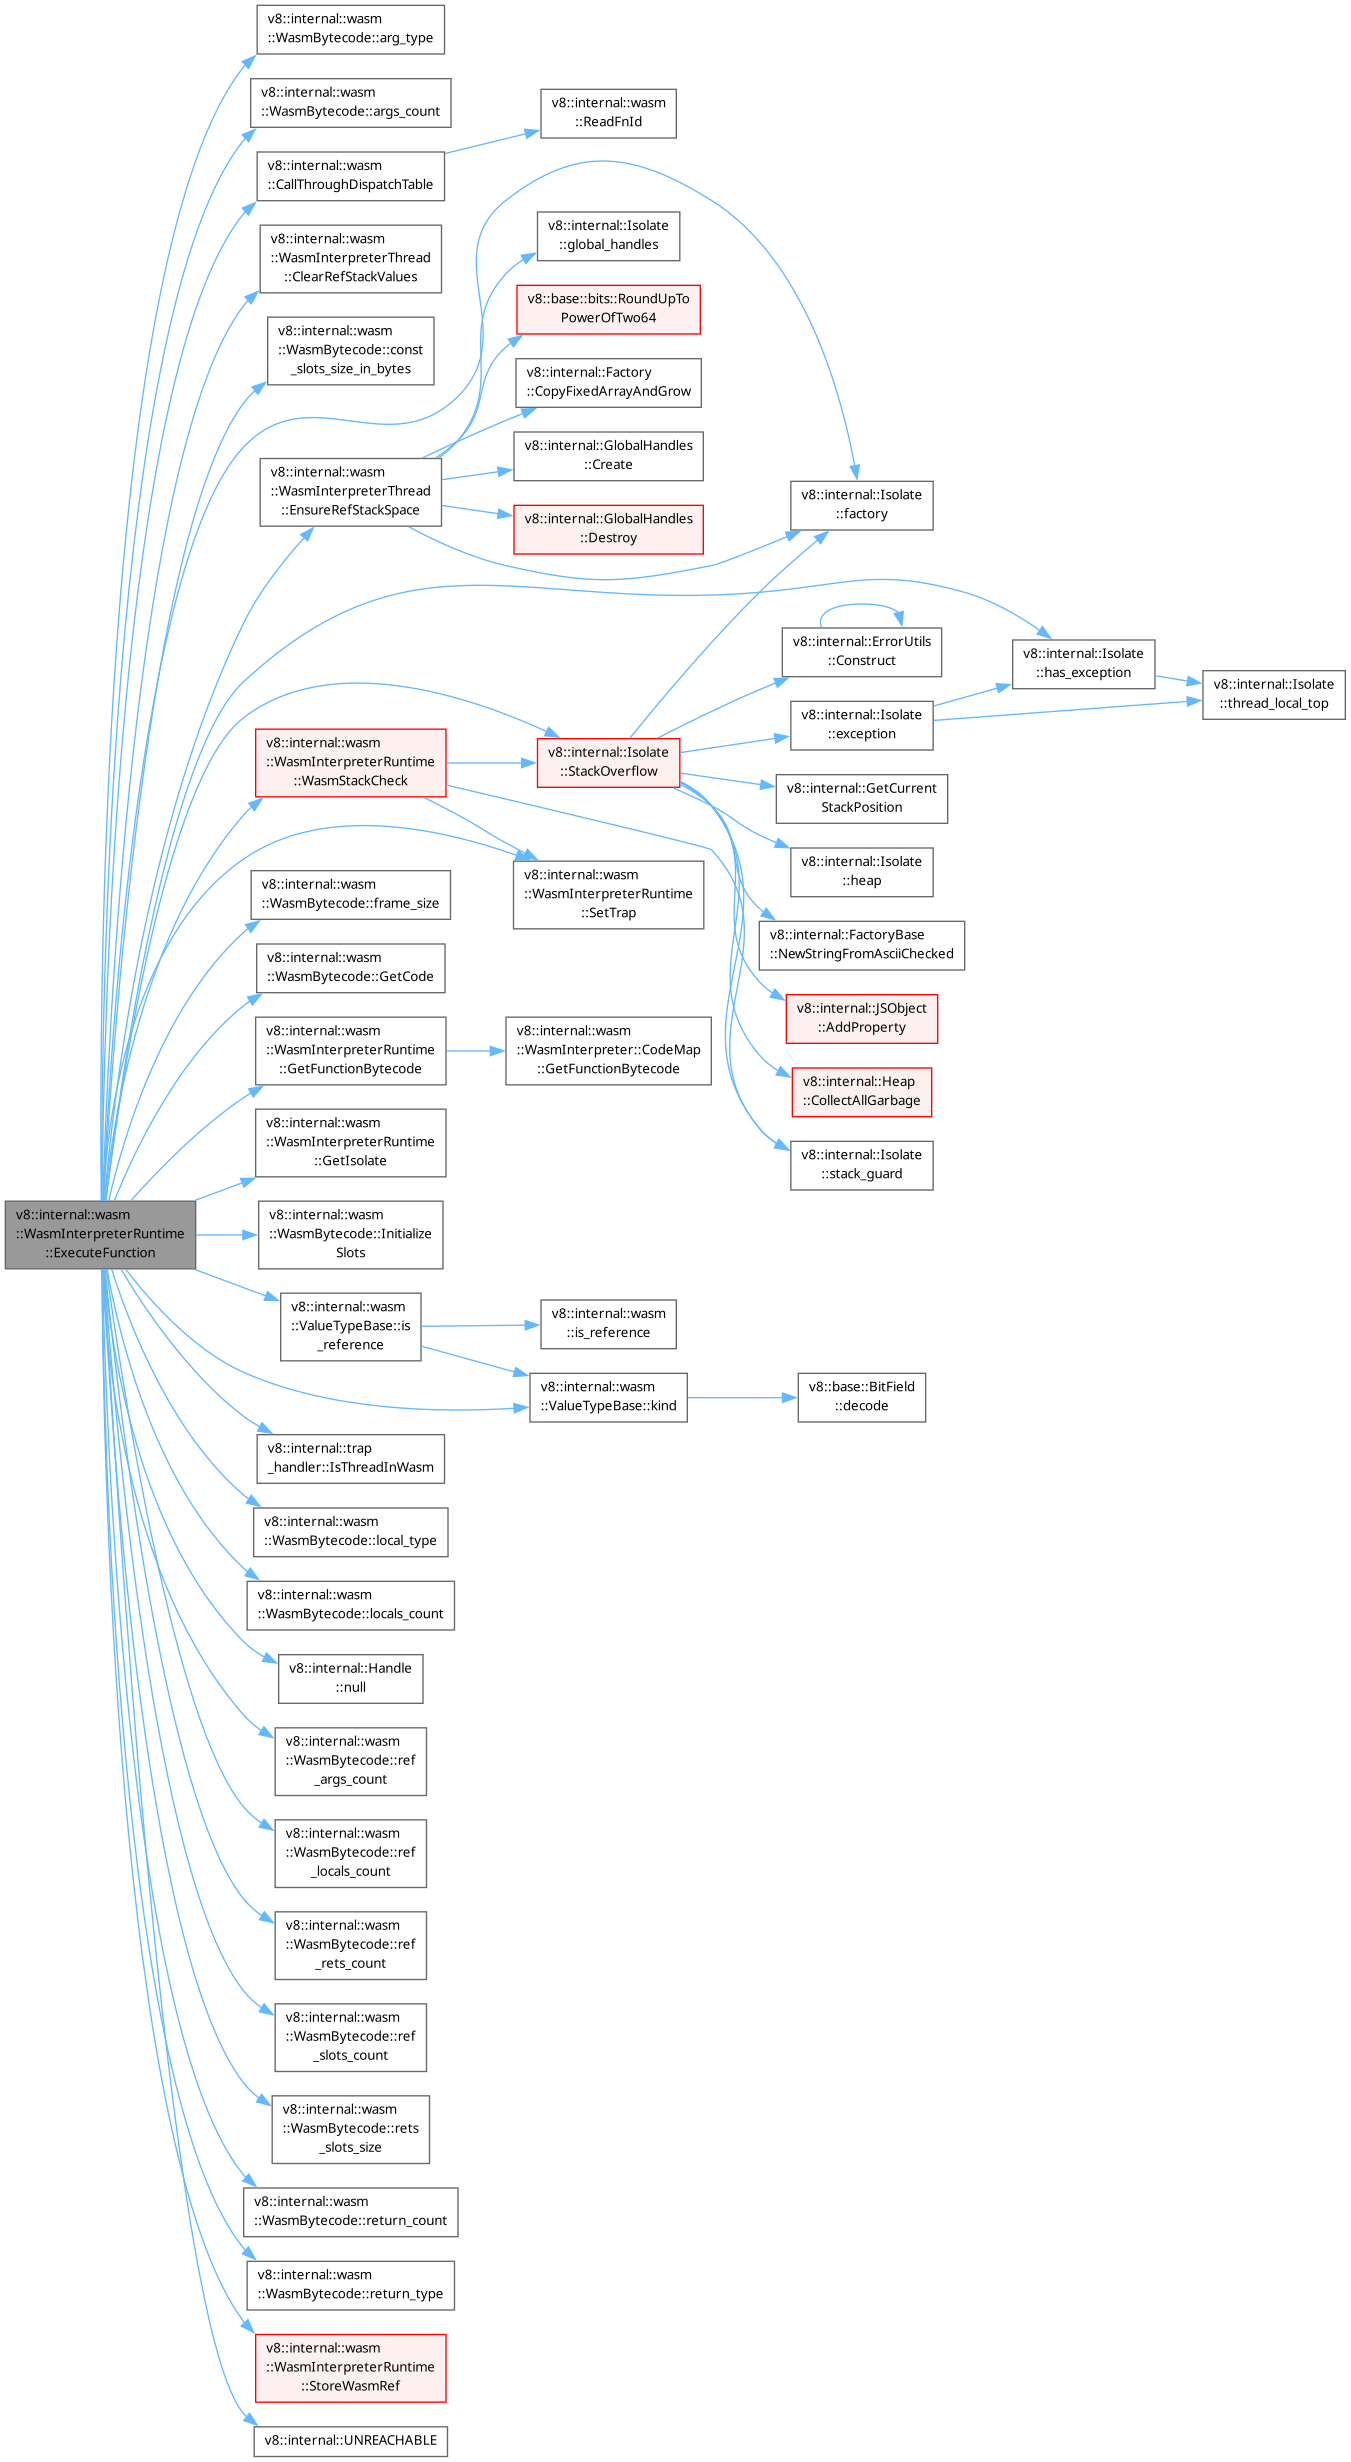 v8::internal::wasm
::WasmBytecode::arg_type
v8::internal::wasm
::WasmBytecode::args_count
v8::internal::wasm
::ReadFnId
v8::internal::wasm
::CallThroughDispatchTable
v8::internal::wasm
::WasmInterpreterThread
::ClearRefStackValues
v8::internal::Isolate
::global_handles
v8::base::bits::RoundUpTo
PowerOfTwo64
v8::internal::wasm
::WasmBytecode::const
_slots_size_in_bytes
v8::internal::Factory
::CopyFixedArrayAndGrow
v8::internal::GlobalHandles
::Create
v8::internal::wasm
::WasmInterpreterThread
::EnsureRefStackSpace
v8::internal::Isolate
::factory
v8::internal::GlobalHandles
::Destroy
v8::internal::ErrorUtils
::Construct
v8::internal::Isolate
::has_exception
v8::internal::Isolate
::thread_local_top
v8::internal::Isolate
::exception
v8::internal::wasm
::WasmInterpreterRuntime
::WasmStackCheck
v8::internal::Isolate
::StackOverflow
v8::internal::GetCurrent
StackPosition
v8::internal::Isolate
::heap
v8::internal::wasm
::WasmInterpreterRuntime
::SetTrap
v8::internal::wasm
::WasmBytecode::frame_size
v8::internal::FactoryBase
::NewStringFromAsciiChecked
v8::internal::wasm
::WasmBytecode::GetCode
v8::internal::JSObject
::AddProperty
v8::internal::wasm
::WasmInterpreterRuntime
::GetFunctionBytecode
v8::internal::wasm
::WasmInterpreter::CodeMap
::GetFunctionBytecode
v8::internal::Heap
::CollectAllGarbage
v8::internal::wasm
::WasmInterpreterRuntime
::GetIsolate
v8::internal::Isolate
::stack_guard
v8::internal::wasm
::WasmInterpreterRuntime
::ExecuteFunction
v8::internal::wasm
::WasmBytecode::Initialize
Slots
v8::internal::wasm
::ValueTypeBase::is
_reference
v8::internal::wasm
::is_reference
v8::internal::wasm
::ValueTypeBase::kind
v8::base::BitField
::decode
v8::internal::trap
_handler::IsThreadInWasm
v8::internal::wasm
::WasmBytecode::local_type
v8::internal::wasm
::WasmBytecode::locals_count
v8::internal::Handle
::null
v8::internal::wasm
::WasmBytecode::ref
_args_count
v8::internal::wasm
::WasmBytecode::ref
_locals_count
v8::internal::wasm
::WasmBytecode::ref
_rets_count
v8::internal::wasm
::WasmBytecode::ref
_slots_count
v8::internal::wasm
::WasmBytecode::rets
_slots_size
v8::internal::wasm
::WasmBytecode::return_count
v8::internal::wasm
::WasmBytecode::return_type
v8::internal::wasm
::WasmInterpreterRuntime
::StoreWasmRef
v8::internal::UNREACHABLE